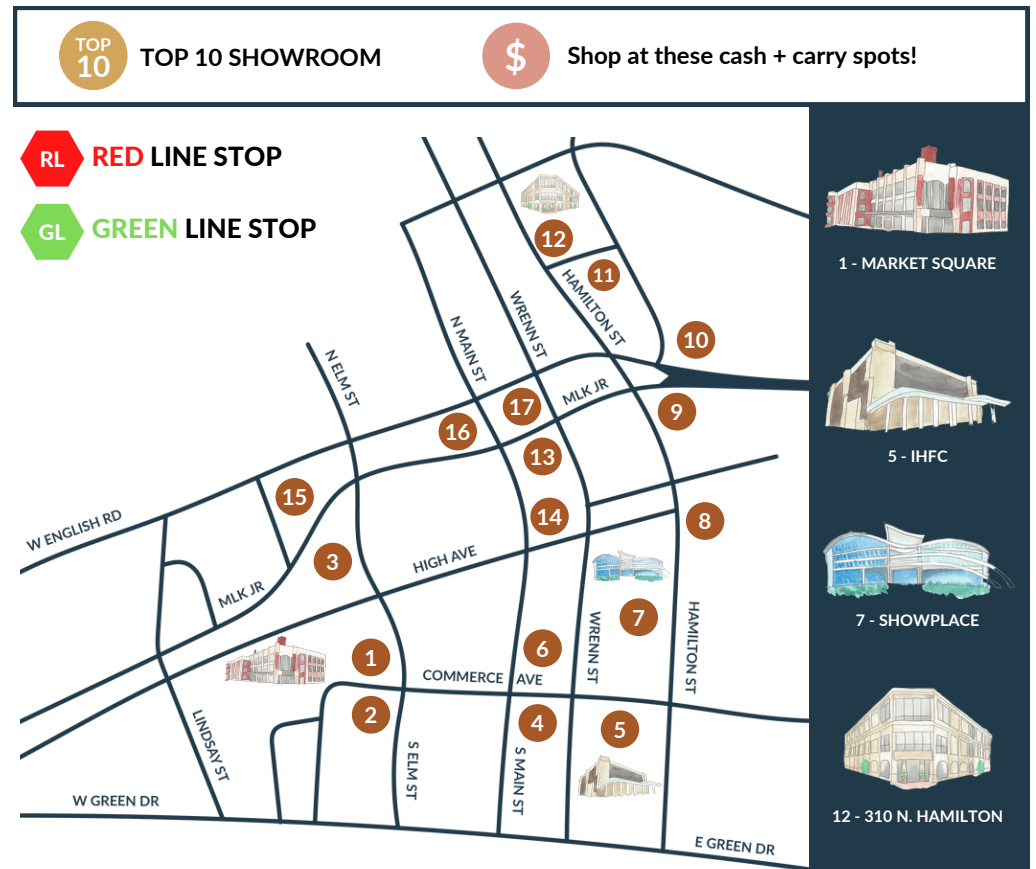 TOP
10
TOP 10 SHOWROOM
$
Shop at these cash + carry spots!
RL
RED LINE STOP
GL
GREEN LINE STOP
1 - MARKET SQUARE
5 - IHFC
7 - SHOWPLACE
12 - 310 N. HAMILTON
12
11
HAMILTON ST
WRENN ST
N MAIN ST
N ELM ST
10
MLK JR
9
17
16
13
15
14
8
W ENGLISH RD
3
HIGH AVE
MLK JR
7
WRENN ST
HAMILTON ST
6
1
COMMERCE AVE
2
4
5
LINDSAY ST
S ELM ST
S MAIN ST
W GREEN DR
E GREEN DR